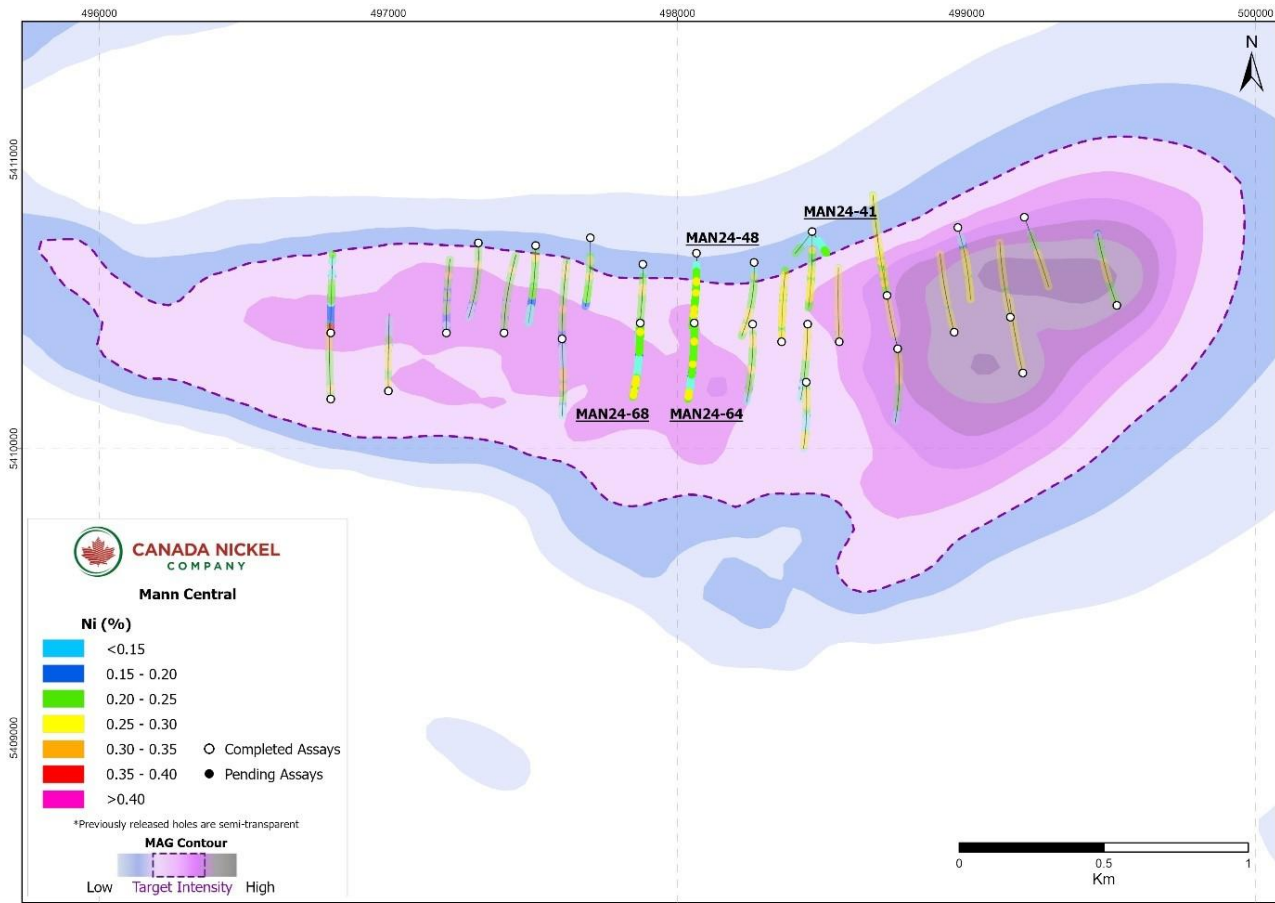 496000
497000
498000
499000
500000
N
5411000
5410000
5409000
MAN24-41
MAN24-48
MAN24-68
MAN24-64
CANADA NICKEL
COMPANY
Mann Central
Ni (%)
<0.15
0.15 - 0.20
0.20 - 0.25
0.25 - 0.30
0.30 - 0.35
0.35 - 0.40
>0.40
Completed Assays
Pending Assays
*Previously released holes are semi-transparent
MAG Contour
Low Target Intensity High
0 0.5 1
Km